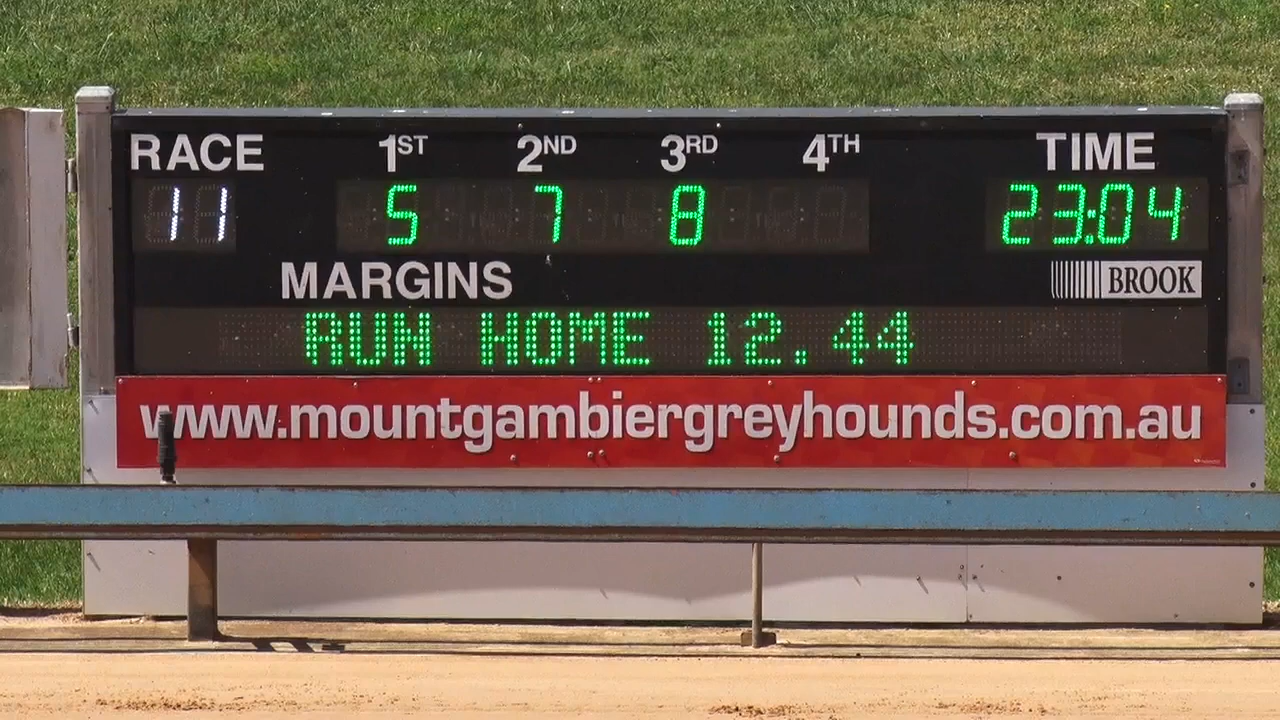 RACE 1ST 2ND 3RD 4TH TIME
11 5 7 8 23:04
MARGINS BROOK
RUN HOME 12.44
www.mountgambiergreyhounds.com.au